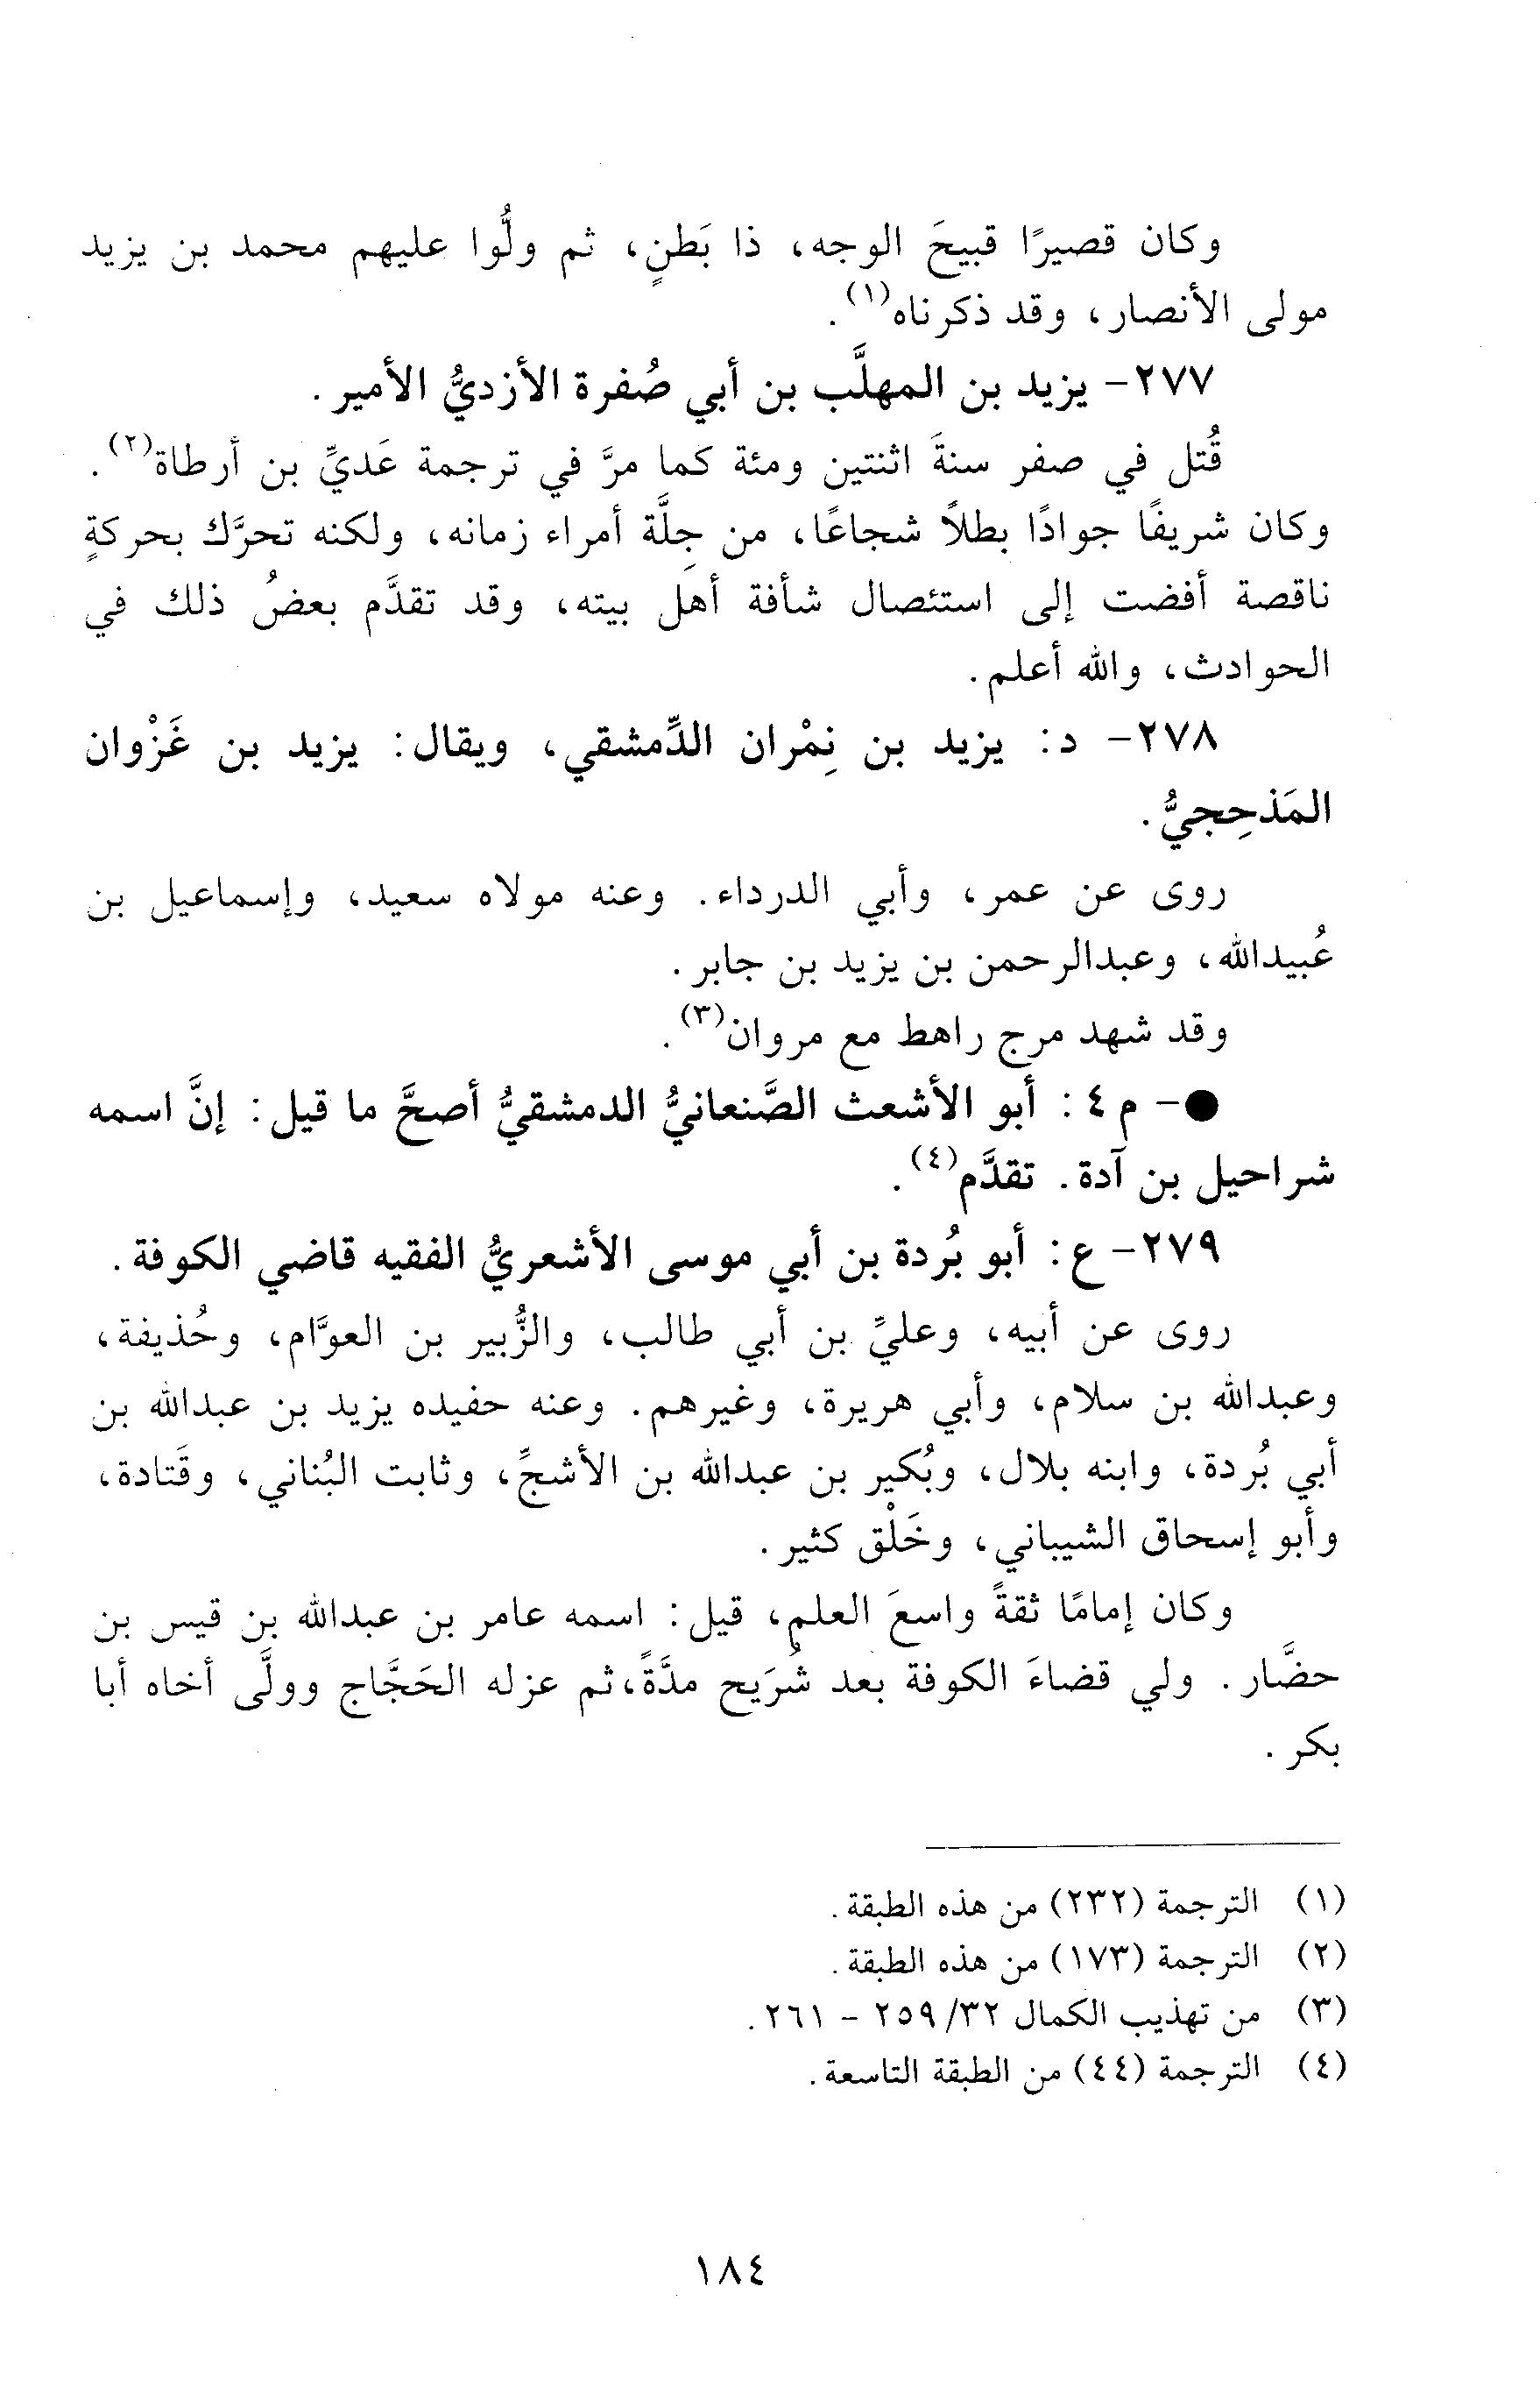 وكان قصيرًا قبيحَ الوجه، ذا بَطنٍ، ثم ولُّوا عليهم محمد بن يزيد
مولى الأنصار، وقد ذكرناه(١).
٢٧٧- يزيد بن المهلَّب بن أبي صُفرة الأزديُّ الأمير.
قُتل في صفر سنةَ اثنتين ومئة كما مرَّ في ترجمة عَديِّ بن أرطاة(٢).
وكان شريفًا جوادًا بطلاً شجاعًا، من جِلَّة أمراء زمانه، ولكنه تحرَّك بحركةٍ
ناقصة أفضت إلى استئصال شأفة أهل بيته، وقد تقدَّم بعضُ ذلك في
الحوادث، والله أعلم.
٢٧٨- د: يزيد بن نِمْران الدِّمشقي، ويقال: يزيد بن غَزْوان
المَذحِجيُّ.
روى عن عمر، وأبي الدرداء. وعنه مولاه سعيد، وإسماعيل بن
عُبيدالله، وعبدالرحمن بن يزيد بن جابر.
وقد شهد مرج راهط مع مروان(٣).
●- م ٤: أبو الأشعث الصَّنعانيُّ الدمشقيُّ أصحَّ ما قيل: إنَّ اسمه
شراحيل بن آدة. تقدَّم(٤).
٢٧٩- ع: أبو بُردة بن أبي موسى الأشعريُّ الفقيه قاضي الكوفة.
روى عن أبيه، وعليِّ بن أبي طالب، والزُّبير بن العوَّام، وحُذيفة،
وعبدالله بن سلام، وأبي هريرة، وغيرهم. وعنه حفيده يزيد بن عبدالله بن
أبي بُردة، وابنه بلال، وبُكير بن عبدالله بن الأشجِّ، وثابت البُناني، وقَتادة،
وأبو إسحاق الشيباني، وخَلْق كثير.
وكان إمامًا ثقةً واسعَ العلم، قيل: اسمه عامر بن عبدالله بن قيس بن
حضَّار. ولي قضاءَ الكوفة بعد شُرَيح مدَّةً، ثم عزله الحَجَّاج وولَّى أخاه أبا
بكر.
(١) الترجمة (٢٣٢) من هذه الطبقة.
(٢) الترجمة (١٧٣) من هذه الطبقة.
(٣) من تهذيب الكمال ٣٢/ ٢٥٩ - ٢٦١.
(٤) الترجمة (٤٤) من الطبقة التاسعة.
١٨٤